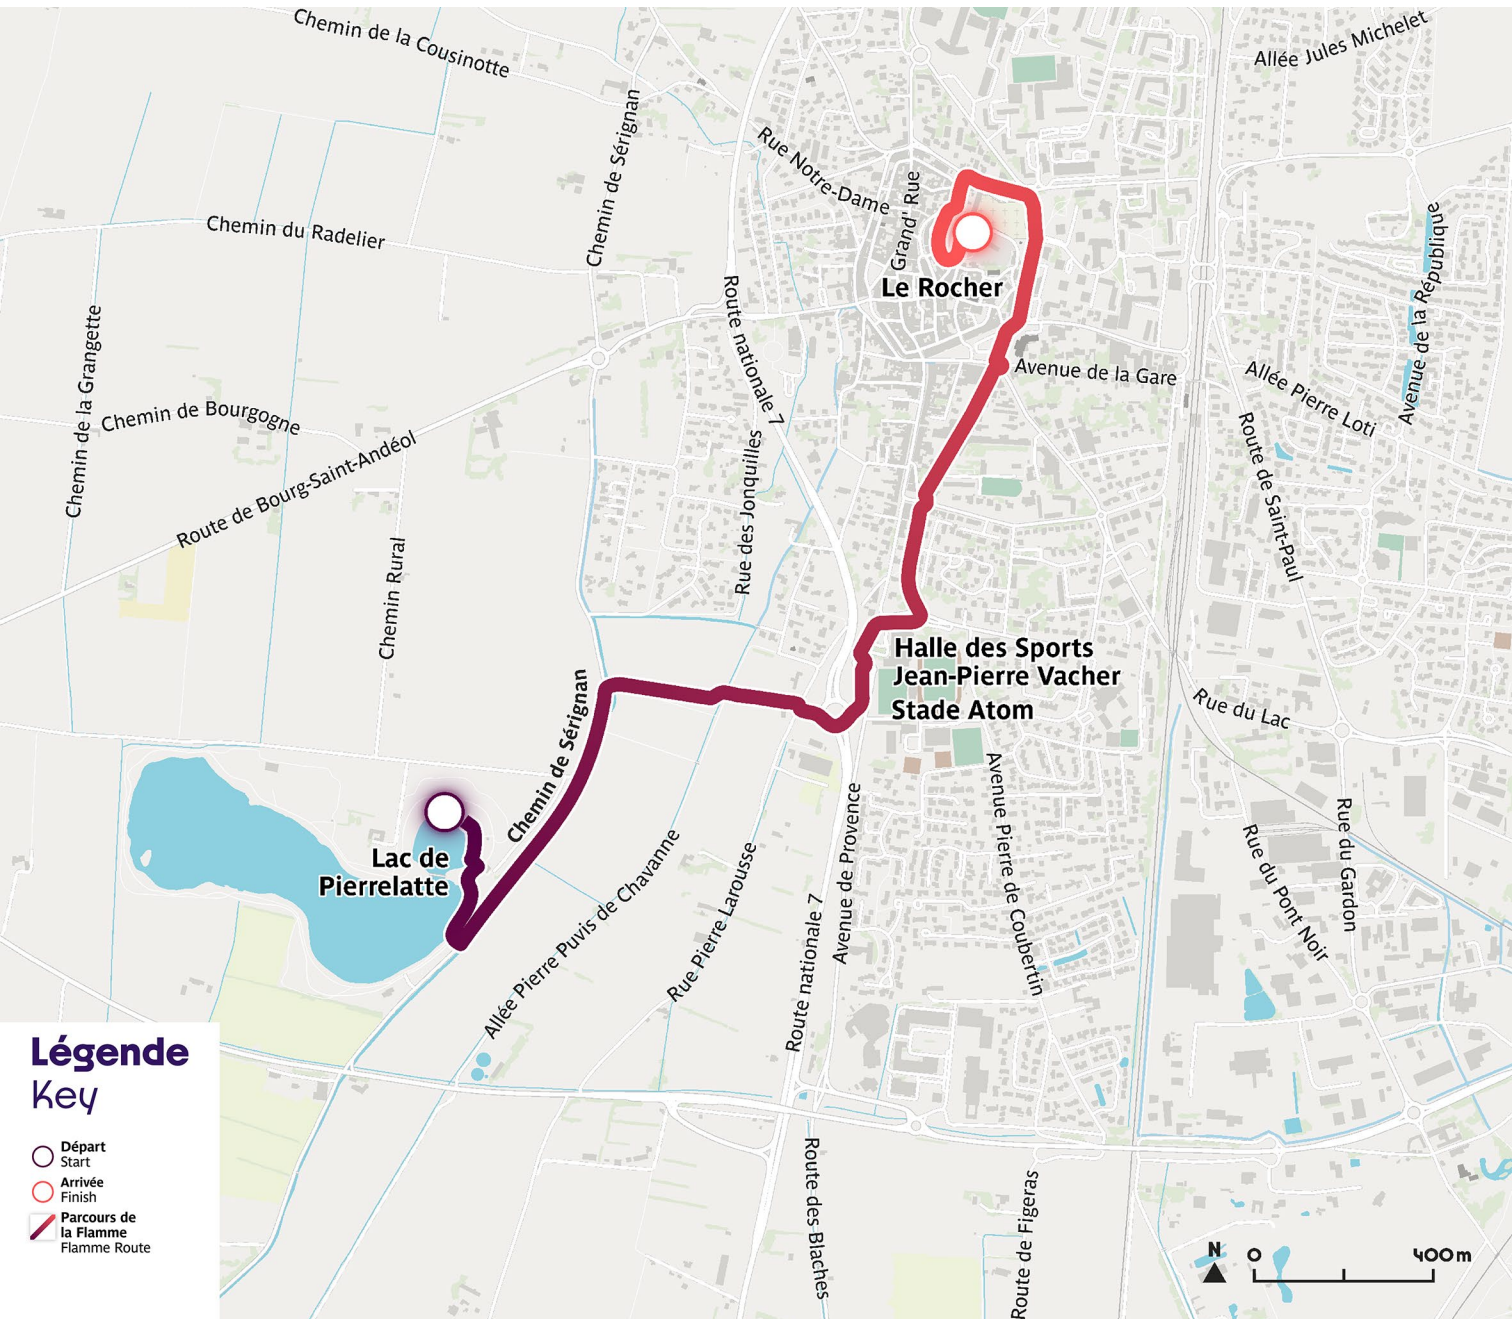 Chemin de la Cousinotte
Allée Jules Michelet
Chemin de Sérignan
Rue Notre-Dame
Grand' Rue
Chemin du Radelier
Avenue de la République
Le Rocher
Route nationale 7
Chemin de la Grangette
Avenue de la Gare
Allée Pierre Loti
Chemin de Bourgogne
Route de Bourg-Saint-Andéol
Rue des Jonquilles
Route de Saint-Paul
Chemin Rural
Halle des Sports
Jean-Pierre Vacher
Stade Atom
Chemin de Sérignan
Rue du Lac
Lac de
Pierrelatte
Allée Pierre Puvis de Chavanne
Rue Pierre Larousse
Avenue de Provence
Route nationale 7
Avenue Pierre de Coubertin
Rue du Pont Noir
Rue du Gardon
Légende
Key
Départ
Start
Arrivée
Finish
Parcours de
la Flamme
Flamme Route
Route des Blaches
Route de Figeras
N
0 400 m